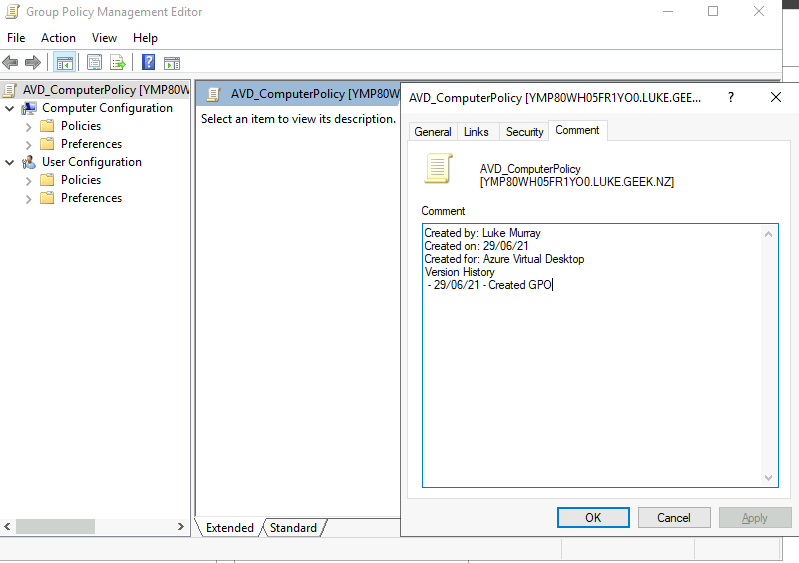 Group Policy Management Editor
File Action View Help
AVD_ComputerPolicy [YMP80W
Computer Configuration
Policies
Preferences
User Configuration
Policies
Preferences
AVD_ComputerPolicy [YMP80W
Select an item to view its description.
Extended Standard
AVD_ComputerPolicy [YMP80WH05FR1YO0.LUKE.GEE...
General Links Security Comment
AVD_ComputerPolicy
[YMP80WH05FR1YO0.LUKE.GEEK.NZ]
Comment
Created by: Luke Murray
Created on: 29/06/21
Created for: Azure Virtual Desktop
Version History
- 29/06/21 - Created GPO
OK Cancel Apply